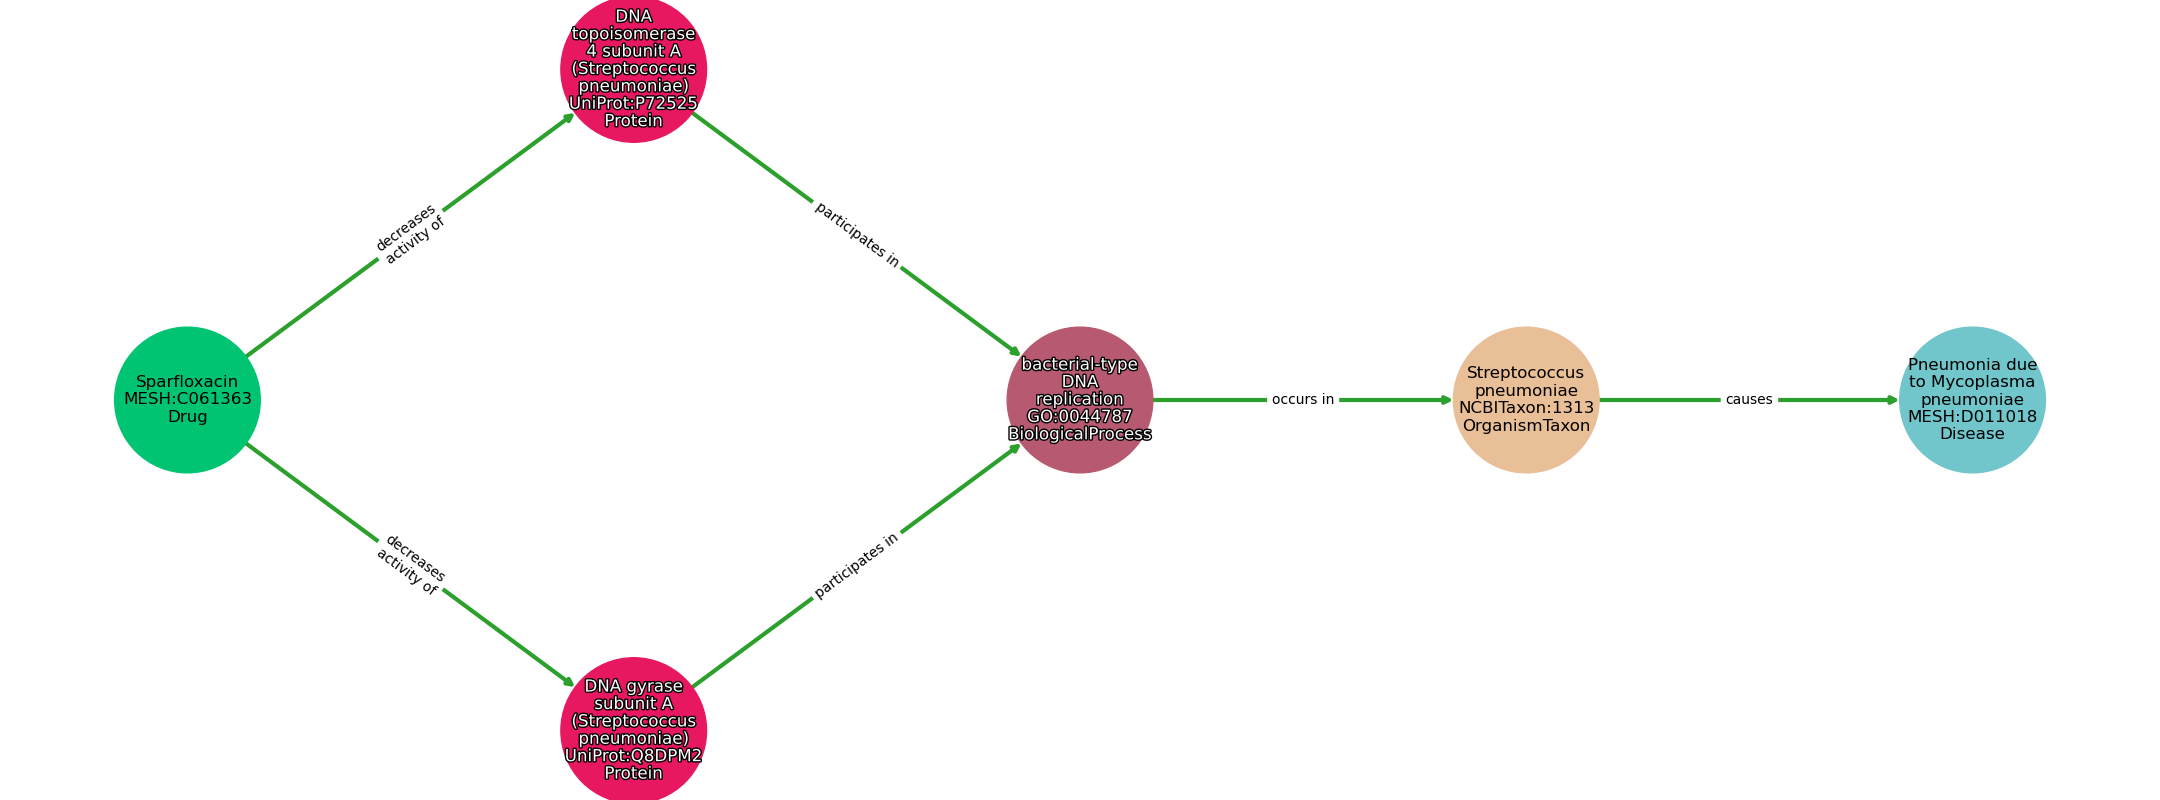 DNA
topoisomerase
4 subunit A
(Streptococcus
pneumoniae)
UniProt:P72525
Protein
decreases
activity of
participates in
Sparfloxacin
MESH:C061363
Drug
bacterial-type
DNA
replication
GO:0044787
BiologicalProcess
occurs in
Streptococcus
pneumoniae
NCBITaxon:1313
OrganismTaxon
causes
Pneumonia due
to Mycoplasma
pneumoniae
MESH:D011018
Disease
decreases
activity of
participates in
DNA gyrase
subunit A
(Streptococcus
pneumoniae)
UniProt:Q8DPM2
Protein